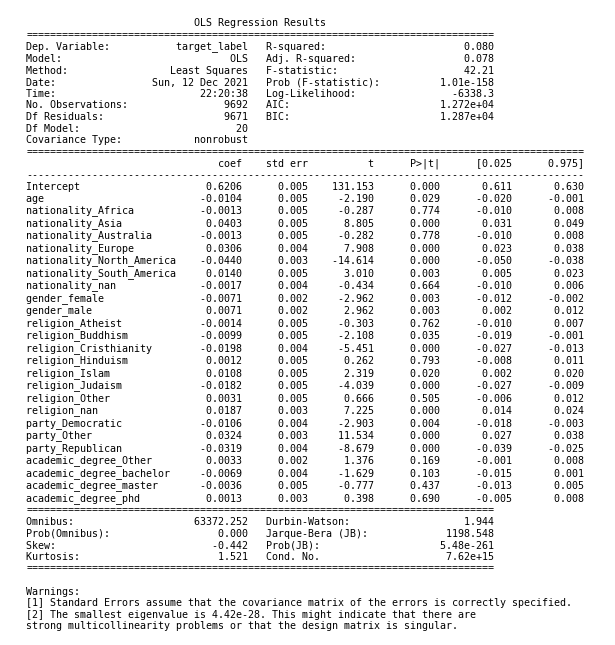 OLS Regression Results
==============================================================================
Dep. Variable:           target_label   R-squared:                       0.080
Model:                            OLS   Adj. R-squared:                  0.078
Method:                 Least Squares   F-statistic:                     42.21
Date:                Sun, 12 Dec 2021   Prob (F-statistic):          1.01e-158
Time:                        22:20:38   Log-Likelihood:                -6338.3
No. Observations:                9692   AIC:                         1.272e+04
Df Residuals:                    9671   BIC:                         1.287e+04
Df Model:                          20
Covariance Type:            nonrobust
=============================================================================================
                                coef    std err          t      P>|t|      [0.025      0.975]
---------------------------------------------------------------------------------------------
Intercept                     0.6206      0.005    131.153      0.000       0.611       0.630
age                          -0.0104      0.005     -2.190      0.029      -0.020      -0.001
nationality_Africa           -0.0013      0.005     -0.287      0.774      -0.010       0.008
nationality_Asia              0.0403      0.005      8.805      0.000       0.031       0.049
nationality_Australia        -0.0013      0.005     -0.282      0.778      -0.010       0.008
nationality_Europe            0.0306      0.004      7.908      0.000       0.023       0.038
nationality_North_America    -0.0440      0.003    -14.614      0.000      -0.050      -0.038
nationality_South_America     0.0140      0.005      3.010      0.003       0.005       0.023
nationality_nan              -0.0017      0.004     -0.434      0.664      -0.010       0.006
gender_female                -0.0071      0.002     -2.962      0.003      -0.012      -0.002
gender_male                   0.0071      0.002      2.962      0.003       0.002       0.012
religion_Atheist             -0.0014      0.005     -0.303      0.762      -0.010       0.007
religion_Buddhism            -0.0099      0.005     -2.108      0.035      -0.019      -0.001
religion_Cristhianity        -0.0198      0.004     -5.451      0.000      -0.027      -0.013
religion_Hinduism             0.0012      0.005      0.262      0.793      -0.008       0.011
religion_Islam                0.0108      0.005      2.319      0.020       0.002       0.020
religion_Judaism             -0.0182      0.005     -4.039      0.000      -0.027      -0.009
religion_Other                0.0031      0.005      0.666      0.505      -0.006       0.012
religion_nan                  0.0187      0.003      7.225      0.000       0.014       0.024
party_Democratic             -0.0106      0.004     -2.903      0.004      -0.018      -0.003
party_Other                   0.0324      0.003     11.534      0.000       0.027       0.038
party_Republican             -0.0319      0.004     -8.679      0.000      -0.039      -0.025
academic_degree_Other         0.0033      0.002      1.376      0.169      -0.001       0.008
academic_degree_bachelor     -0.0069      0.004     -1.629      0.103      -0.015       0.001
academic_degree_master       -0.0036      0.005     -0.777      0.437      -0.013       0.005
academic_degree_phd           0.0013      0.003      0.398      0.690      -0.005       0.008
==============================================================================
Omnibus:                    63372.252   Durbin-Watson:                   1.944
Prob(Omnibus):                  0.000   Jarque-Bera (JB):             1198.548
Skew:                          -0.442   Prob(JB):                    5.48e-261
Kurtosis:                       1.521   Cond. No.                     7.62e+15
==============================================================================
Warnings:
[1] Standard Errors assume that the covariance matrix of the errors is correctly specified.
[2] The smallest eigenvalue is 4.42e-28. This might indicate that there are
strong multicollinearity problems or that the design matrix is singular.